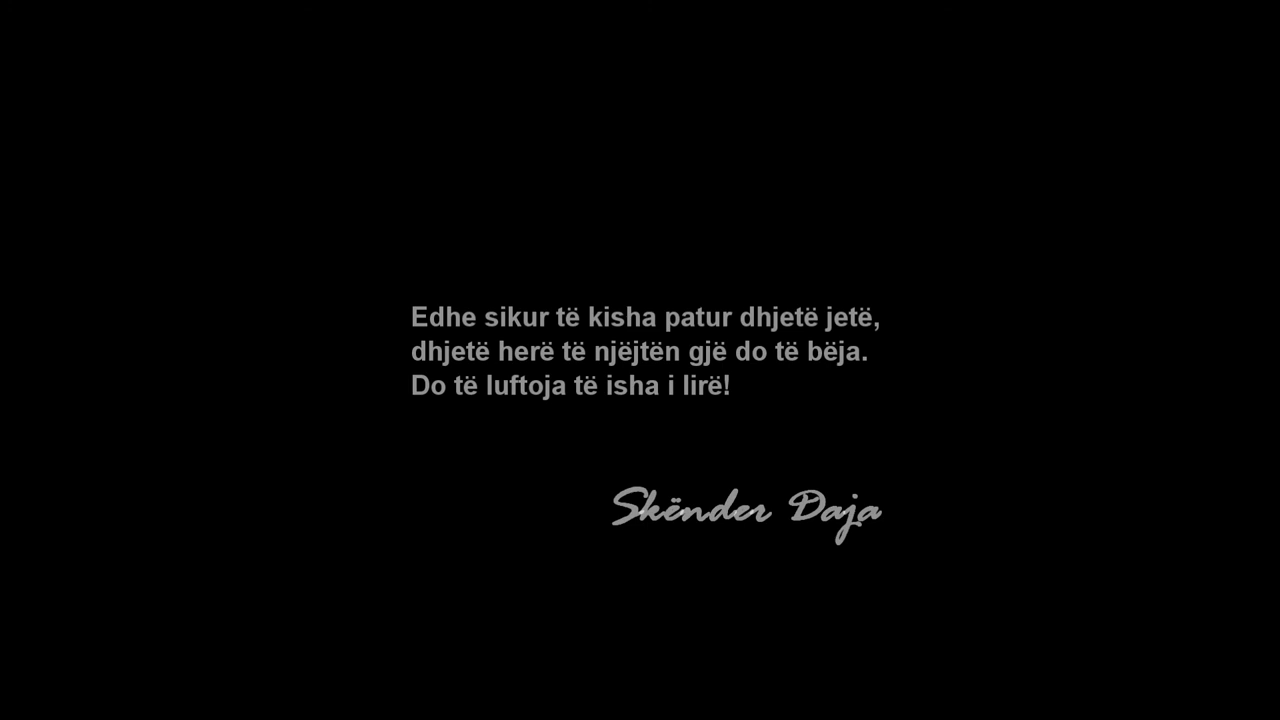 Edhe sikur të kisha patur dhjetë jetë,
dhjetë herë të njëjtën gjë do të bëja.
Do të luftoja të isha i lirë!
Skënder Daja